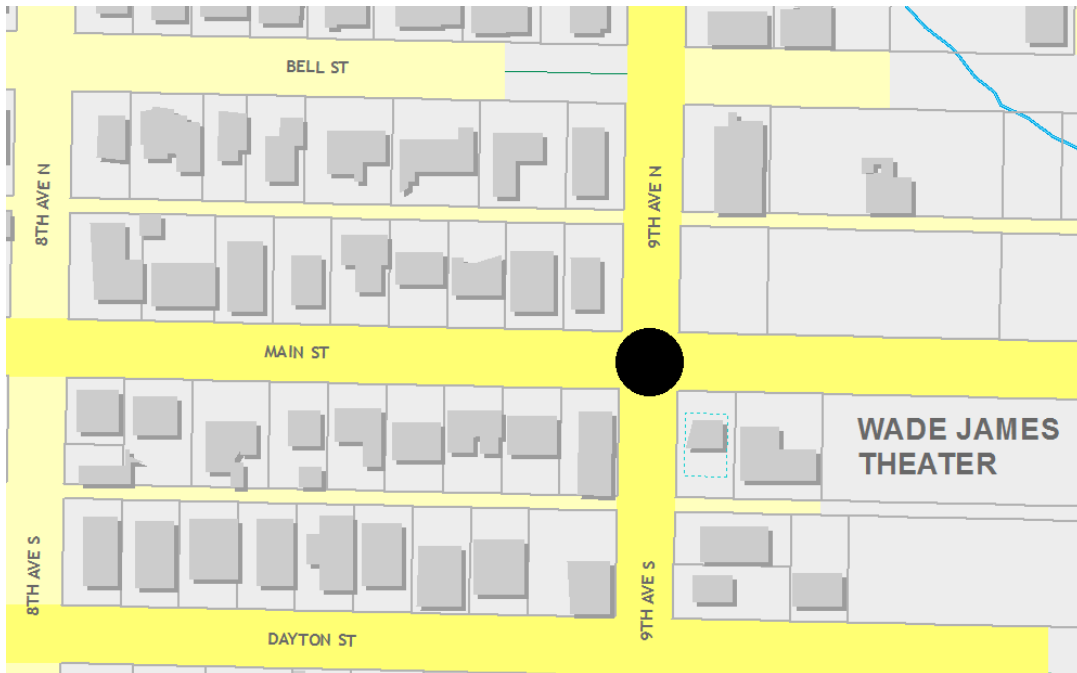 BELL ST
8TH AVE N
9TH AVE N
MAIN ST
WADE JAMES
THEATER
8TH AVE S
9TH AVE S
DAYTON ST